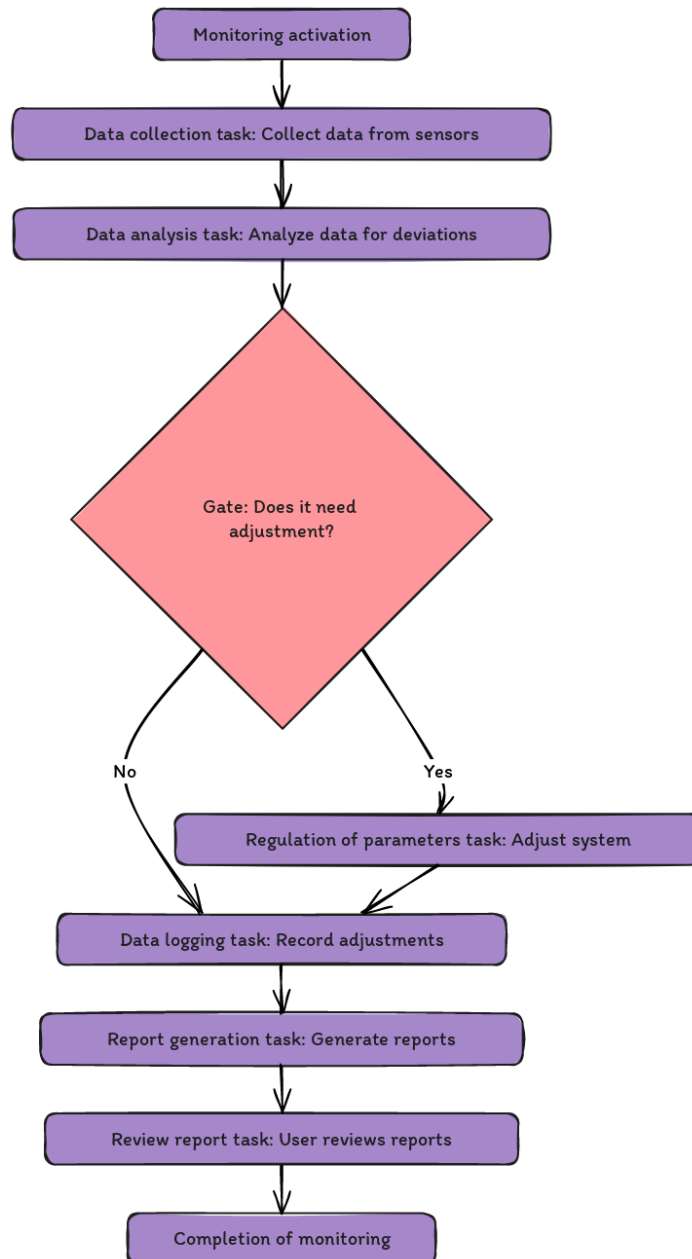 Monitoring activation
Data collection task: Collect data from sensors
Data analysis task: Analyze data for deviations
Gate: Does it need
adjustment?
No
Yes
Regulation of parameters task: Adjust system
Data logging task: Record adjustments
Report generation task: Generate reports
Review report task: User reviews reports
Completion of monitoring